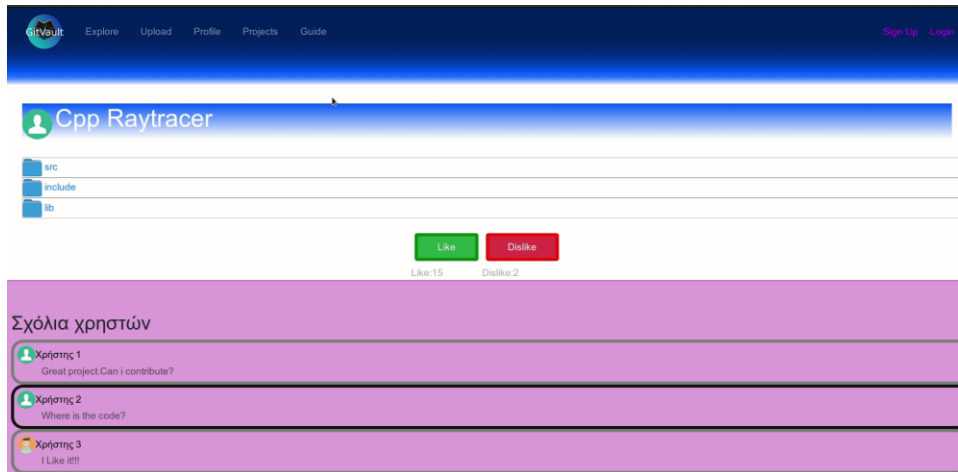 GitVault Explore Upload Profile Projects Guide Sign Up Login
Cpp Raytracer
src
include
lib
Like Dislike
Like:15 Dislike:2
Σχόλια χρηστών
Χρήστης 1
Great project.Can i contribute?
Χρήστης 2
Where is the code?
Χρήστης 3
I Like it!!!